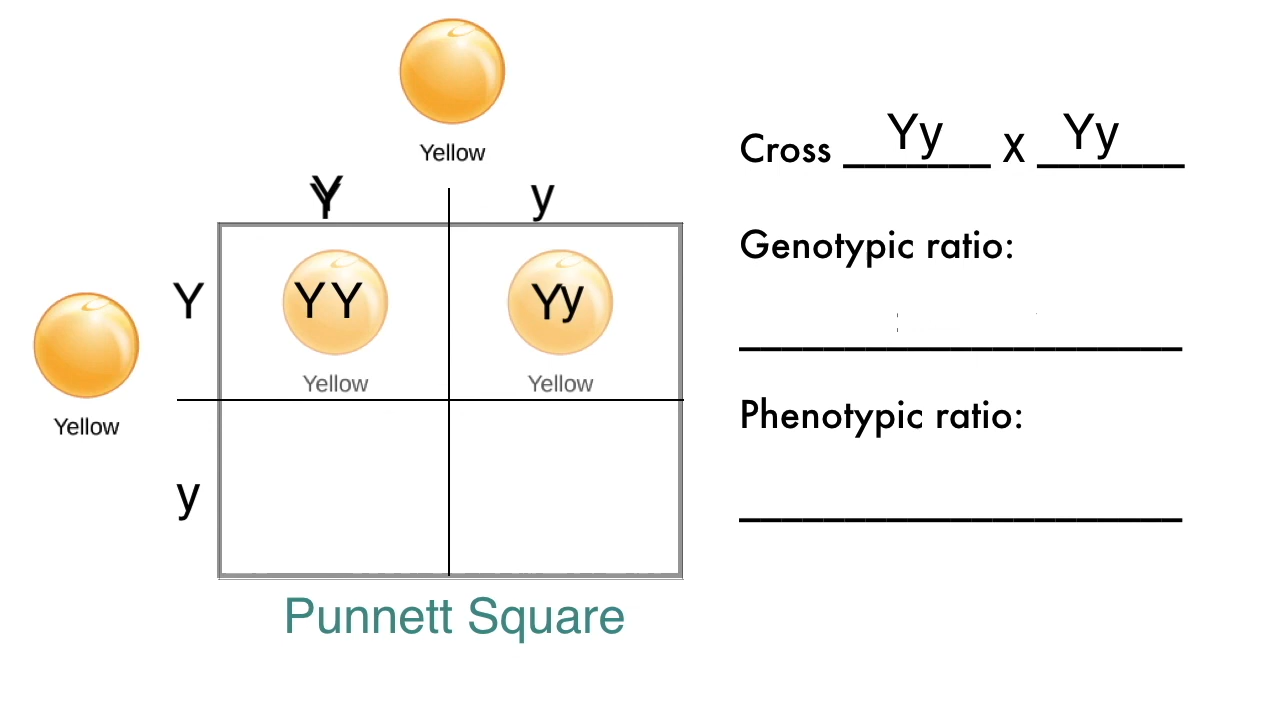 Yellow
Y y
Y
YY Yy
Yellow Yellow
Yellow
y
Punnett Square
Cross Yy x Yy
Genotypic ratio:
Phenotypic ratio: